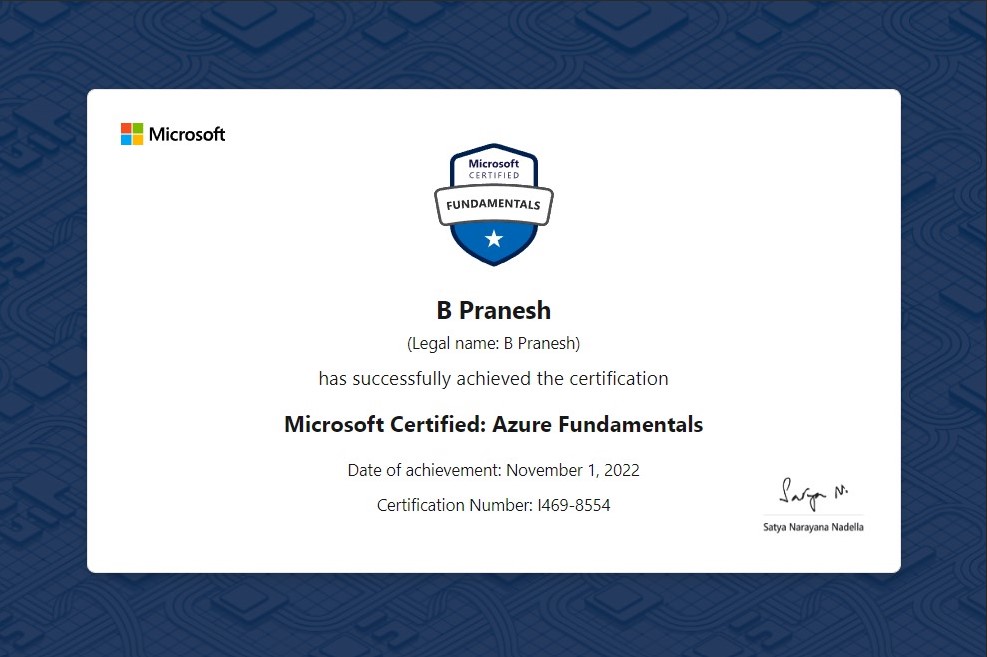 Microsoft
Microsoft
CERTIFIED
FUNDAMENTALS
B Pranesh
(Legal name: B Pranesh)
has successfully achieved the certification
Microsoft Certified: Azure Fundamentals
Date of achievement: November 1, 2022
Certification Number: I469-8554
Satya N.
Satya Narayana Nadella